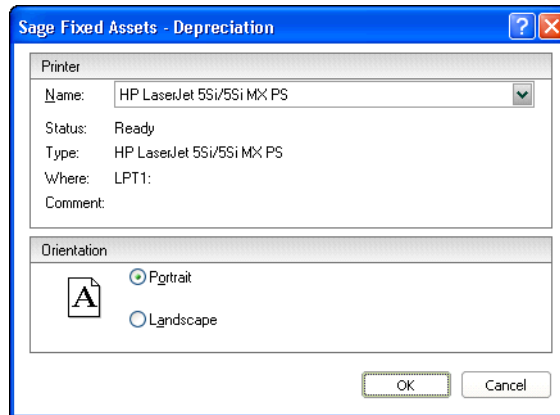 Sage Fixed Assets - Depreciation
Printer
Name: HP LaserJet 5Si/5Si MX PS
Status: Ready
Type: HP LaserJet 5Si/5Si MX PS
Where: LPT1:
Comment:
Orientation
A
Portrait
Landscape
OK Cancel